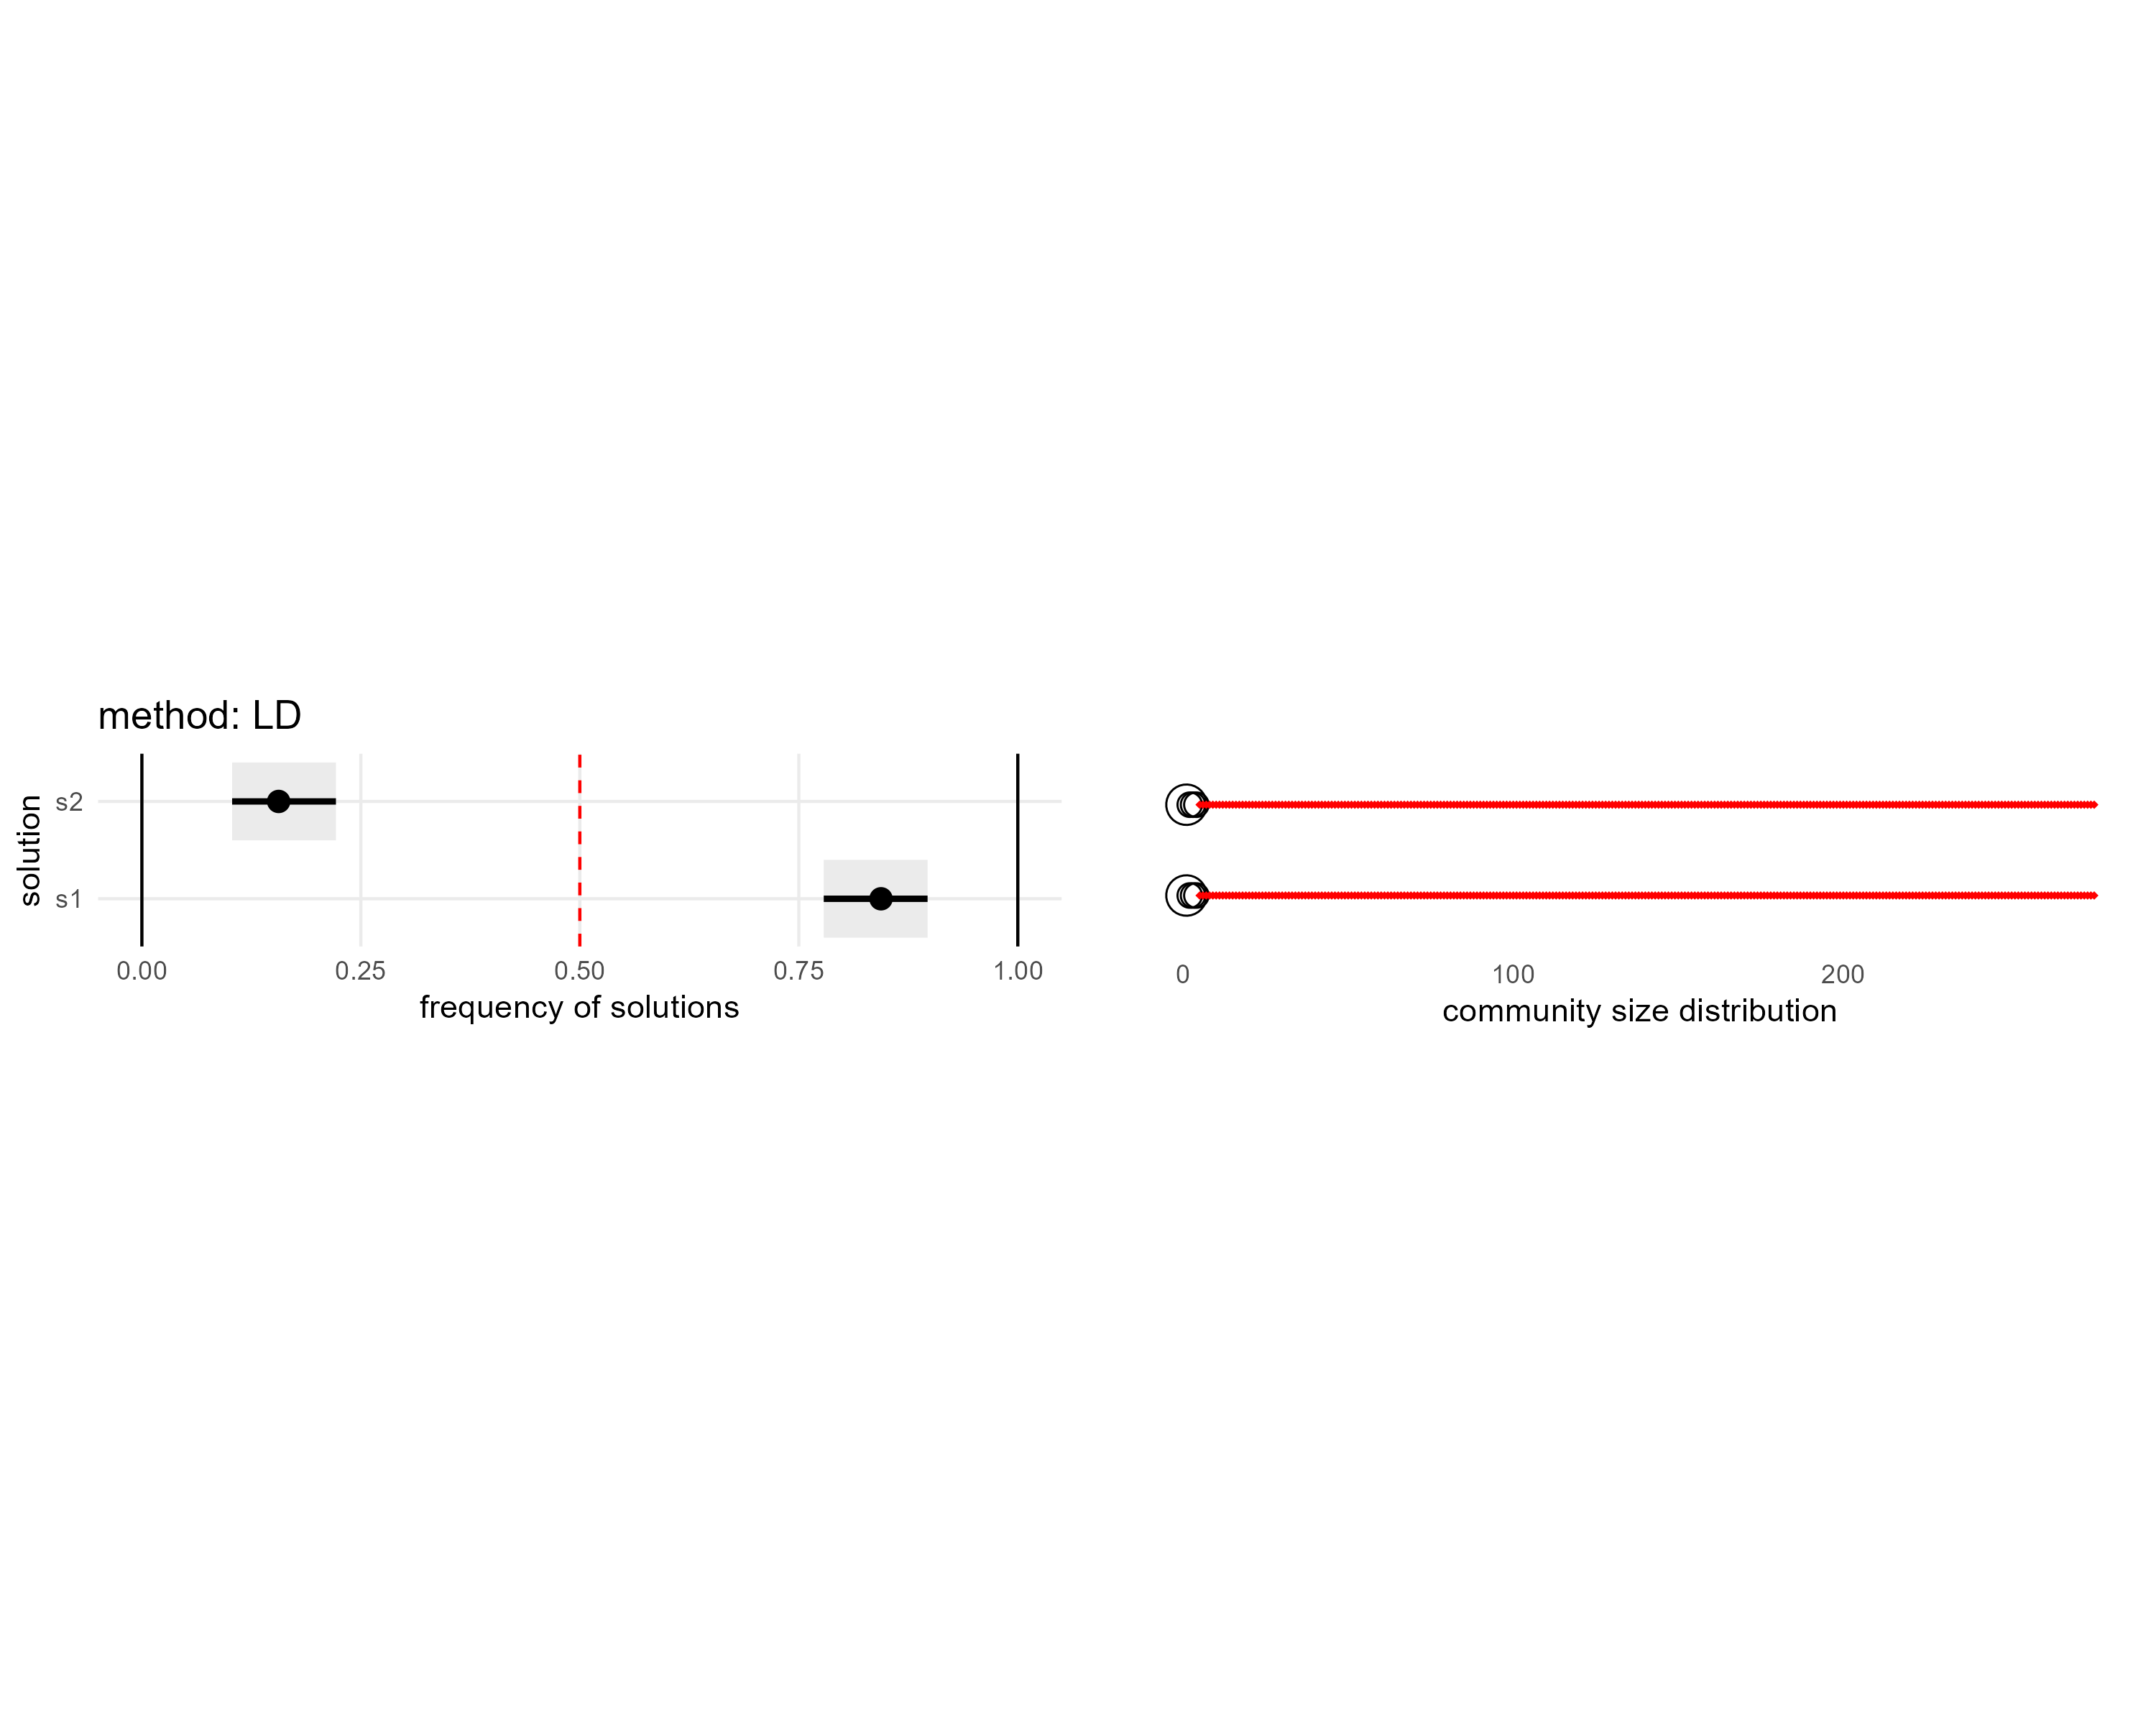 method: LD
solution
s2
s1
0.00 0.25 0.50 0.75 1.00
frequency of solutions
0 100 200
community size distribution